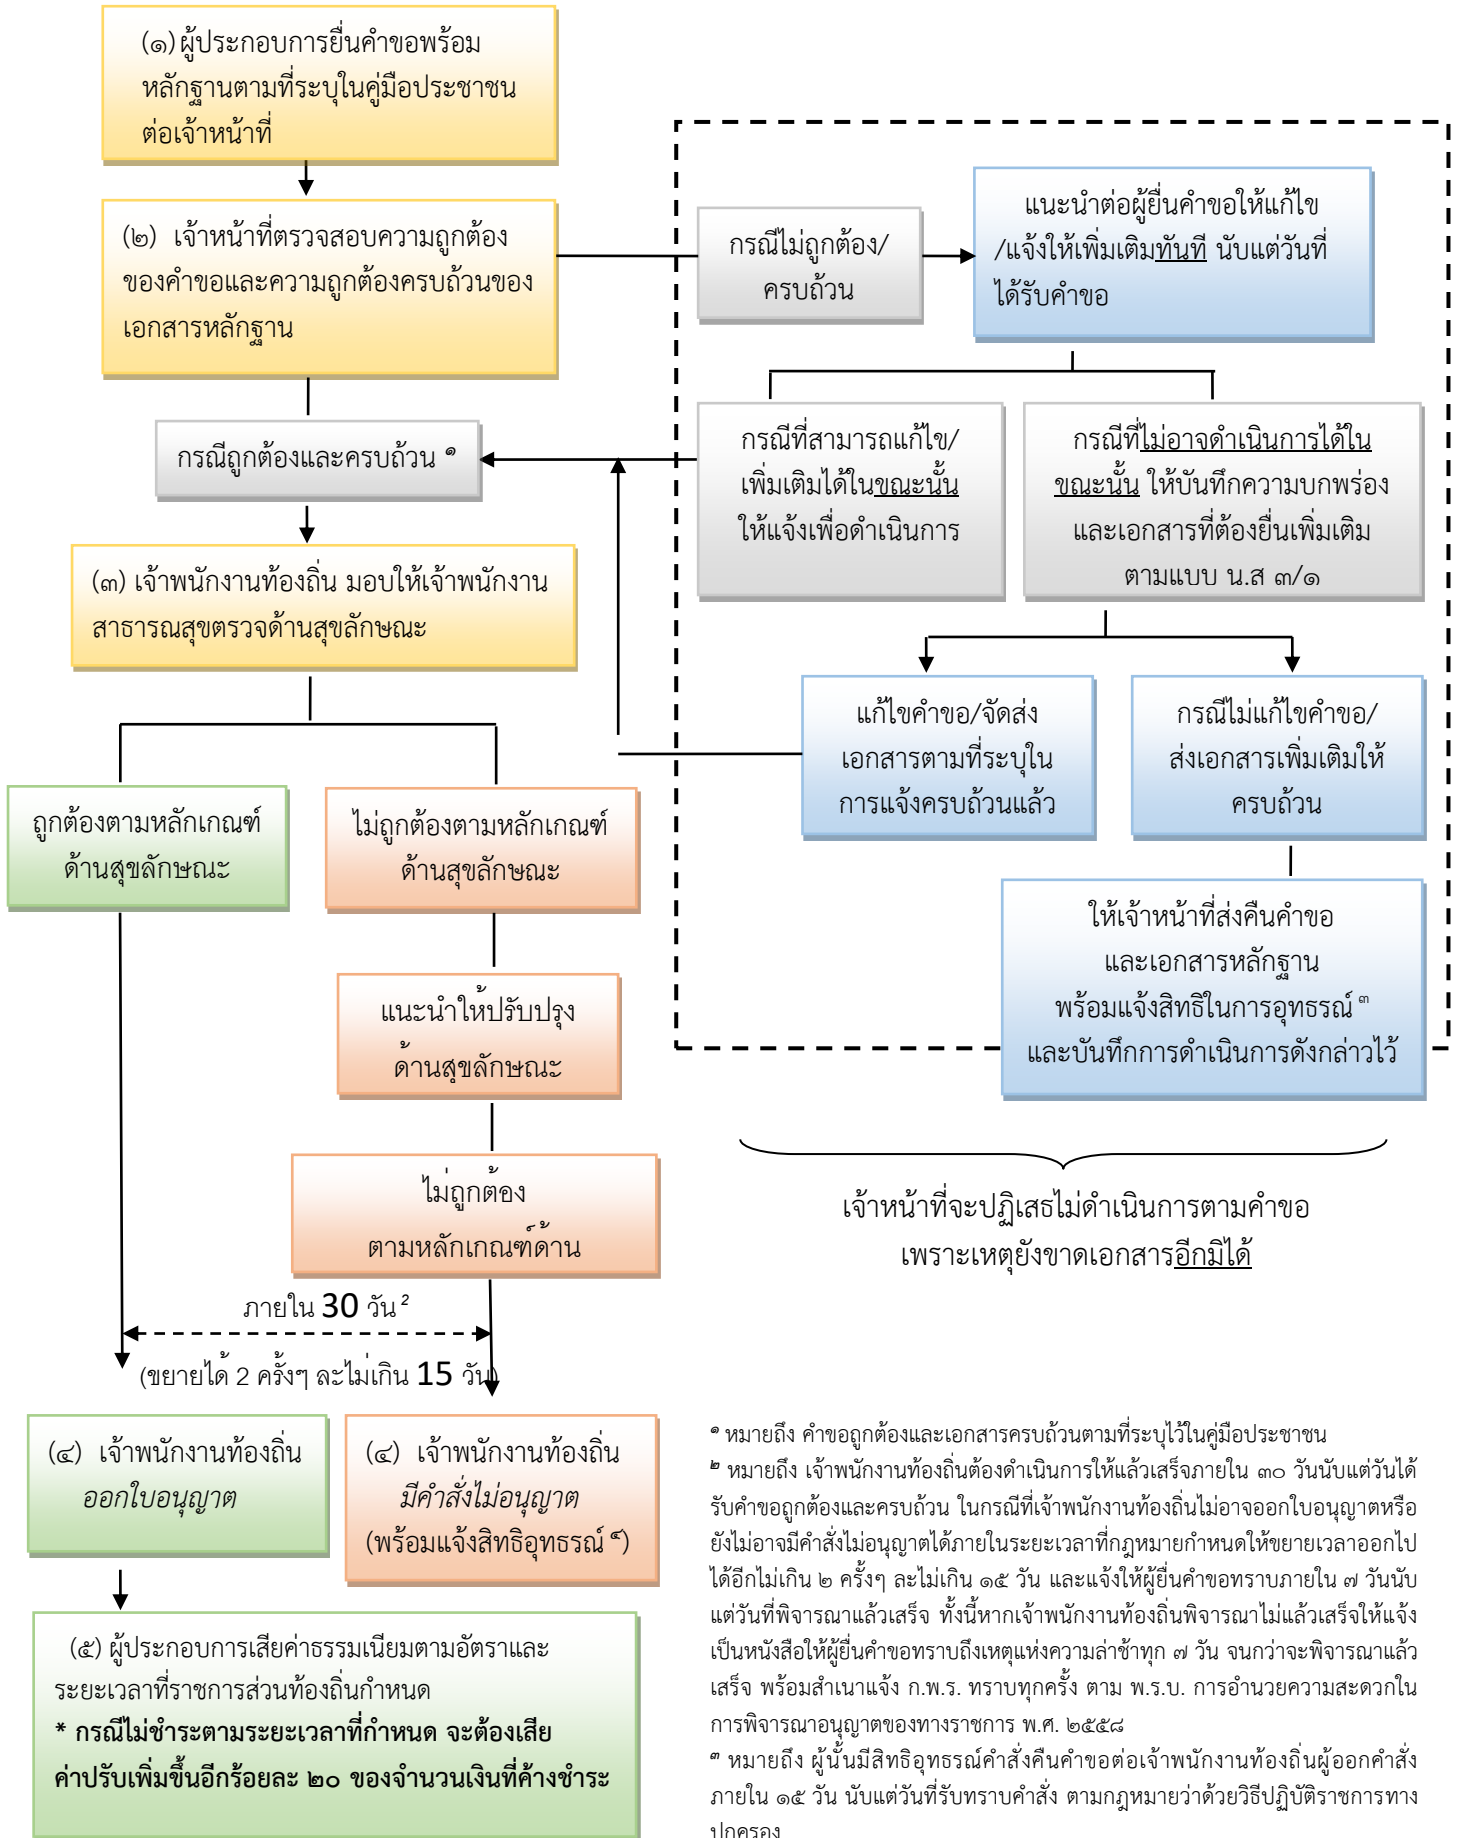 (๑) ผู้ประกอบการยื่นคำขอพร้อม
หลักฐานตามที่ระบุในคู่มือประชาชน
ต่อเจ้าหน้าที่
(๒) เจ้าหน้าที่ตรวจสอบความถูกต้อง
ของคำขอและความถูกต้องครบถ้วนของ
เอกสารหลักฐาน
กรณีไม่ถูกต้อง/
ครบถ้วน
แนะนำต่อผู้ยื่นคำขอให้แก้ไข
/แจ้งให้เพิ่มเติมทันที นับแต่วันที่
ได้รับคำขอ
กรณีถูกต้องและครบถ้วน ๑
กรณีที่สามารถแก้ไข/
เพิ่มเติมได้ในขณะนั้น
ให้แจ้งเพื่อดำเนินการ
กรณีที่ไม่อาจดำเนินการได้ใน
ขณะนั้น ให้บันทึกความบกพร่อง
และเอกสารที่ต้องยื่นเพิ่มเติม
ตามแบบ น.ส ๓/๑
(๓) เจ้าพนักงานท้องถิ่น มอบให้เจ้าพนักงาน
สาธารณสุขตรวจด้านสุขลักษณะ
แก้ไขคำขอ/จัดส่ง
เอกสารตามที่ระบุใน
การแจ้งครบถ้วนแล้ว
กรณีไม่แก้ไขคำขอ/
ส่งเอกสารเพิ่มเติมให้
ครบถ้วน
ถูกต้องตามหลักเกณฑ์
ด้านสุขลักษณะ
ไม่ถูกต้องตามหลักเกณฑ์
ด้านสุขลักษณะ
ให้เจ้าหน้าที่ส่งคืนคำขอ
และเอกสารหลักฐาน
พร้อมแจ้งสิทธิในการอุทธรณ์ ๓
และบันทึกการดำเนินการดังกล่าวไว้
แนะนำให้ปรับปรุง
ด้านสุขลักษณะ
ไม่ถูกต้อง
ตามหลักเกณฑ์ด้าน
เจ้าหน้าที่จะปฏิเสธไม่ดำเนินการตามคำขอ
เพราะเหตุยังขาดเอกสารอีกมิได้
ภายใน 30 วัน 2
(ขยายได้ 2 ครั้งๆ ละไม่เกิน 15 วัน)
(๔) เจ้าพนักงานท้องถิ่น
ออกใบอนุญาต
(๔) เจ้าพนักงานท้องถิ่น
มีคำสั่งไม่อนุญาต
(พร้อมแจ้งสิทธิอุทธรณ์ ๔)
(๕) ผู้ประกอบการเสียค่าธรรมเนียมตามอัตราและ
ระยะเวลาที่ราชการส่วนท้องถิ่นกำหนด
* กรณีไม่ชำระตามระยะเวลาที่กำหนด จะต้องเสีย
ค่าปรับเพิ่มขึ้นอีกร้อยละ ๒๐ ของจำนวนเงินที่ค้างชำระ
๑ หมายถึง คำขอถูกต้องและเอกสารครบถ้วนตามที่ระบุไว้ในคู่มือประชาชน
๒ หมายถึง เจ้าพนักงานท้องถิ่นต้องดำเนินการให้แล้วเสร็จภายใน ๓๐ วันนับแต่วันได้
รับคำขอถูกต้องและครบถ้วน ในกรณีที่เจ้าพนักงานท้องถิ่นไม่อาจออกใบอนุญาตหรือ
ยังไม่อาจมีคำสั่งไม่อนุญาตได้ภายในระยะเวลาที่กฎหมายกำหนดให้ขยายเวลาออกไป
ได้อีกไม่เกิน ๒ ครั้งๆ ละไม่เกิน ๑๕ วัน และแจ้งให้ผู้ยื่นคำขอทราบภายใน ๗ วันนับ
แต่วันที่พิจารณาแล้วเสร็จ ทั้งนี้หากเจ้าพนักงานท้องถิ่นพิจารณาไม่แล้วเสร็จให้แจ้ง
เป็นหนังสือให้ผู้ยื่นคำขอทราบถึงเหตุแห่งความล่าช้าทุก ๗ วัน จนกว่าจะพิจารณาแล้ว
เสร็จ พร้อมสำเนาแจ้ง ก.พ.ร. ทราบทุกครั้ง ตาม พ.ร.บ. การอำนวยความสะดวกใน
การพิจารณาอนุญาตของทางราชการ พ.ศ. ๒๕๕๘
๓ หมายถึง ผู้นั้นมีสิทธิอุทธรณ์คำสั่งคืนคำขอต่อเจ้าพนักงานท้องถิ่นผู้ออกคำสั่ง
ภายใน ๑๕ วัน นับแต่วันที่รับทราบคำสั่ง ตามกฎหมายว่าด้วยวิธีปฏิบัติราชการทาง
ปกครอง